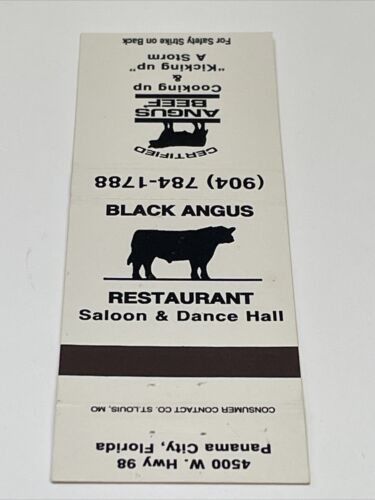 For Safety Strike on Back
Cooking up
&
"Kicking up"
A Storm
CERTIFIED
ANGUS
BEEF
(904) 784-1788
BLACK ANGUS
RESTAURANT
Saloon & Dance Hall
CONSUMER CONTACT CO. ST.LOUIS, MO
4500 W. Hwy 98
Panama City, Florida